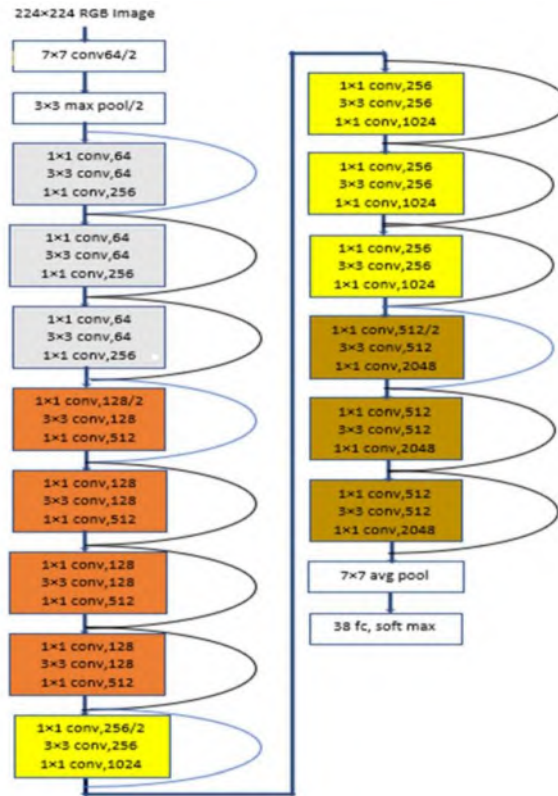 224×224 RGB Image
7×7 conv64/2
3×3 max pool/2
1×1 conv,64
3×3 conv,64
1×1 conv,256
1×1 conv,64
3×3 conv,64
1×1 conv,256
1×1 conv,64
3×3 conv,64
1×1 conv,256
1×1 conv,128/2
3×3 conv,128
1×1 conv,512
1×1 conv,128
3×3 conv,128
1×1 conv,512
1×1 conv,128
3×3 conv,128
1×1 conv,512
1×1 conv,128
3×3 conv,128
1×1 conv,512
1×1 conv,256/2
3×3 conv,256
1×1 conv,1024
1×1 conv,256
3×3 conv,256
1×1 conv,1024
1×1 conv,256
3×3 conv,256
1×1 conv,1024
1×1 conv,256
3×3 conv,256
1×1 conv,1024
1×1 conv,512/2
3×3 conv,512
1×1 conv,2048
1×1 conv,512
3×3 conv,512
1×1 conv,2048
1×1 conv,512
3×3 conv,512
1×1 conv,2048
7×7 avg pool
38 fc, soft max